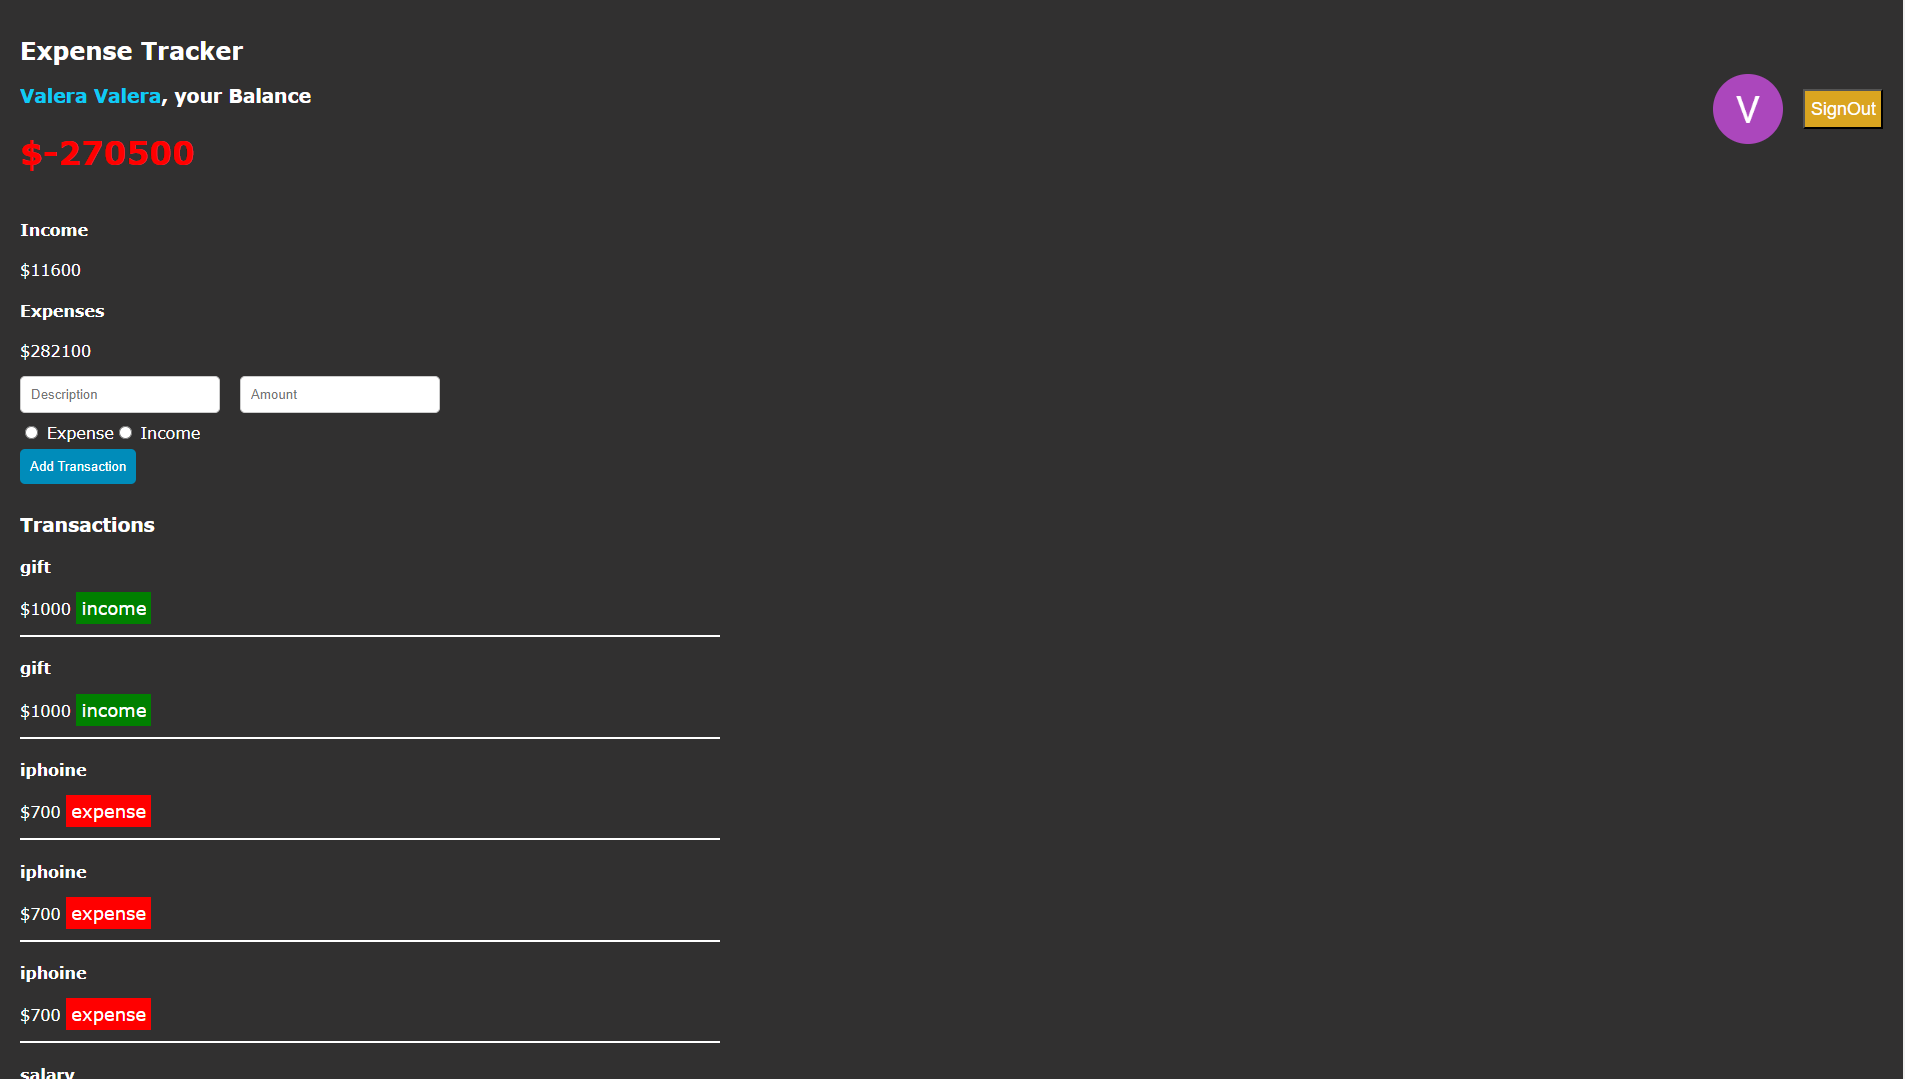 Expense Tracker
Valera Valera, your Balance
$-270500
V
SignOut
Income
$11600
Expenses
$282100
Description
Amount
Expense Income
Add Transaction
Transactions
gift
$1000 income
gift
$1000 income
iphoine
$700 expense
iphoine
$700 expense
iphoine
$700 expense
salary